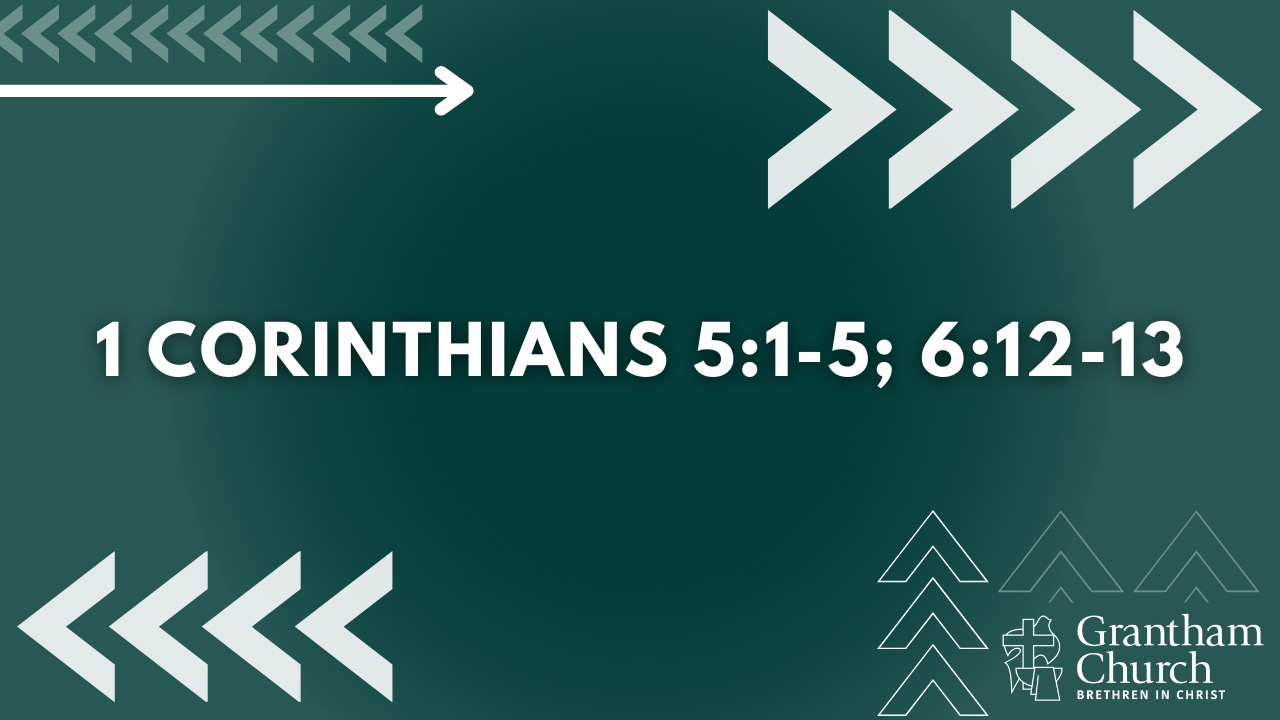 1 CORINTHIANS 5:1-5; 6:12-13
Grantham
Church
BRETHREN IN CHRIST